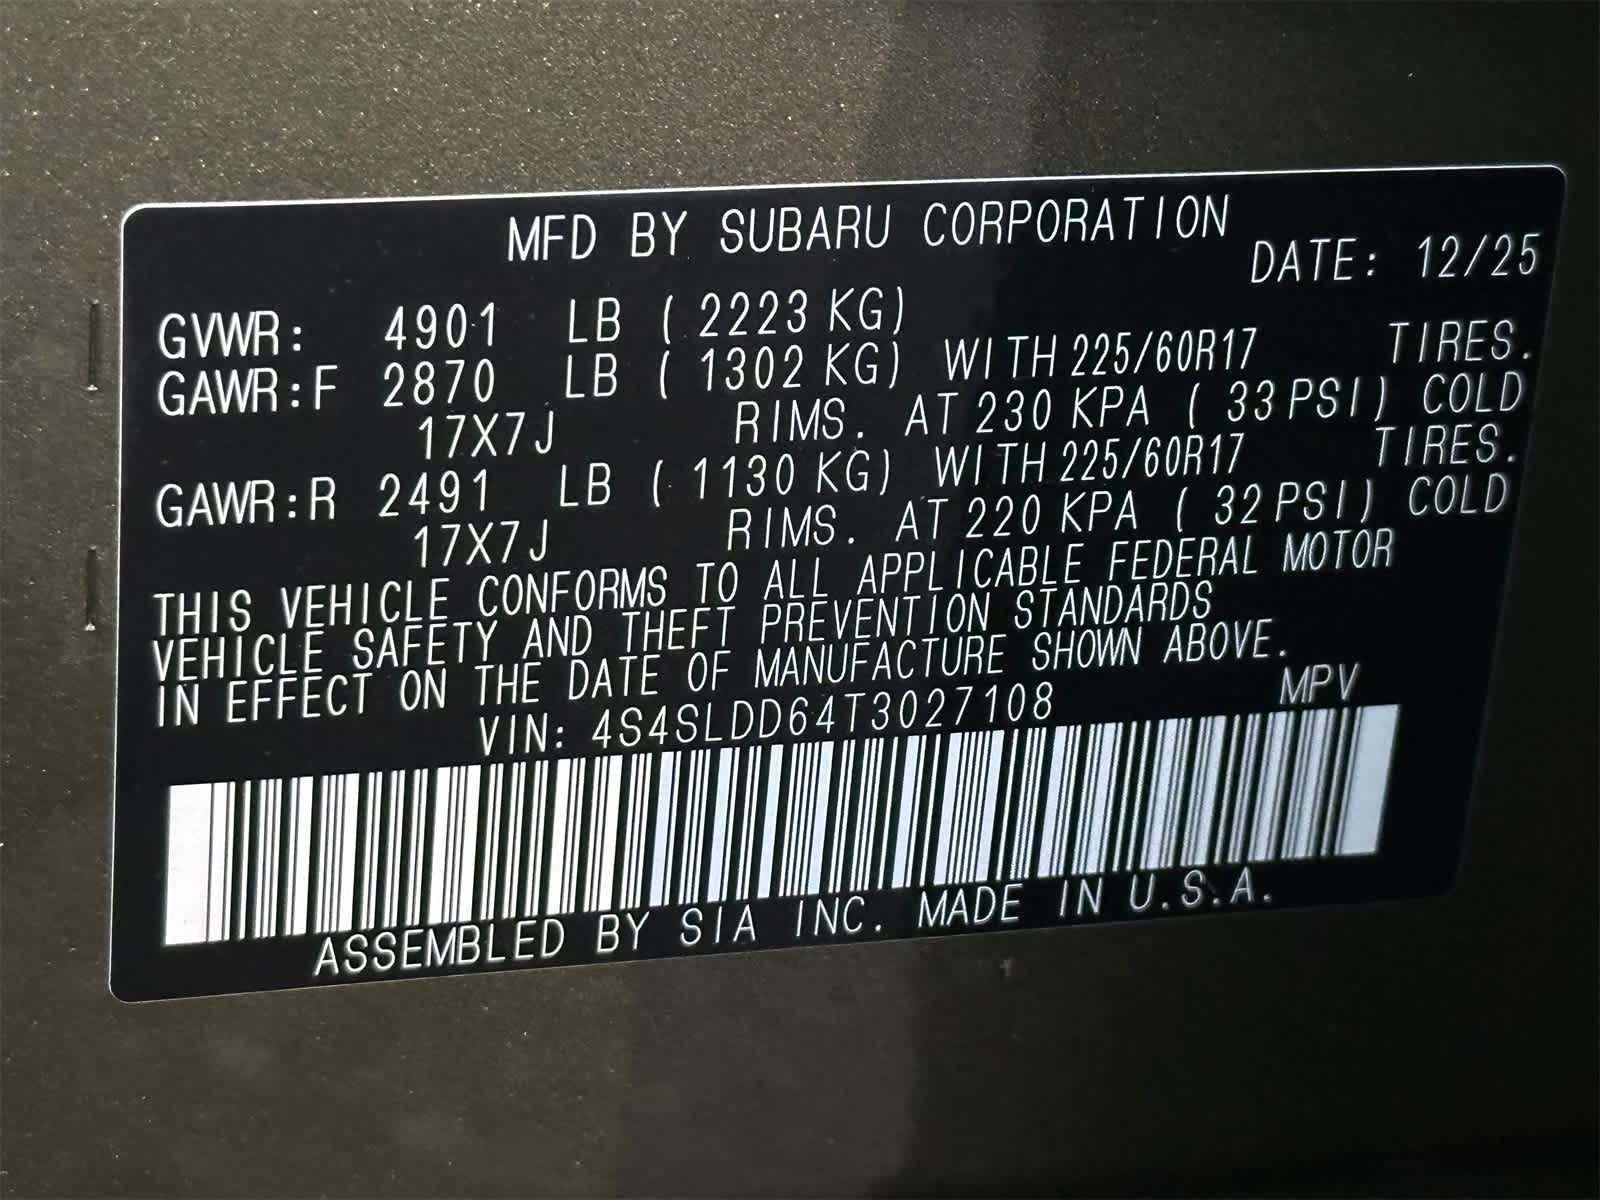 MFD BY SUBARU CORPORATION
DATE: 12/25
GVWR: 4901 LB ( 2223 KG)
GAWR:F 2870 LB ( 1302 KG) WITH 225/60R17 TIRES.
17X7J RIMS. AT 230 KPA ( 33 PSI) COLD
GAWR:R 2491 LB ( 1130 KG) WITH 225/60R17 TIRES.
17X7J RIMS. AT 220 KPA ( 32 PSI) COLD
THIS VEHICLE CONFORMS TO ALL APPLICABLE FEDERAL MOTOR
VEHICLE SAFETY AND THEFT PREVENTION STANDARDS
IN EFFECT ON THE DATE OF MANUFACTURE SHOWN ABOVE.
VIN: 4S4SLDD64T3027108 MPV
ASSEMBLED BY SIA INC. MADE IN U.S.A.